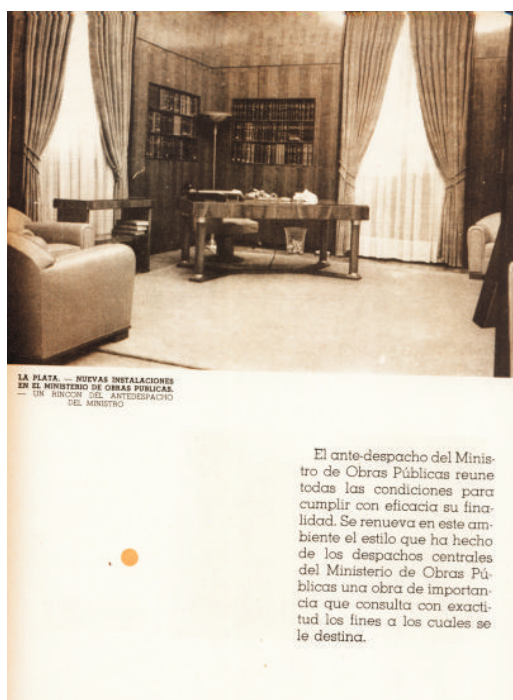 LA PLATA. — NUEVAS INSTALACIONES
EN EL MINISTERIO DE OBRAS PUBLICAS.
— UN RINCON DEL ANTEDESPACHO
DEL MINISTRO
El ante-despacho del Minis-
tro de Obras Públicas reune
todas las condiciones para
cumplir con eficacia su fina-
lidad. Se renueva en este am-
biente el estilo que ha hecho
de los despachos centrales
del Ministerio de Obras Pú-
blicas una obra de importan-
cia que consulta con exacti-
tud los fines a los cuales se
le destina.